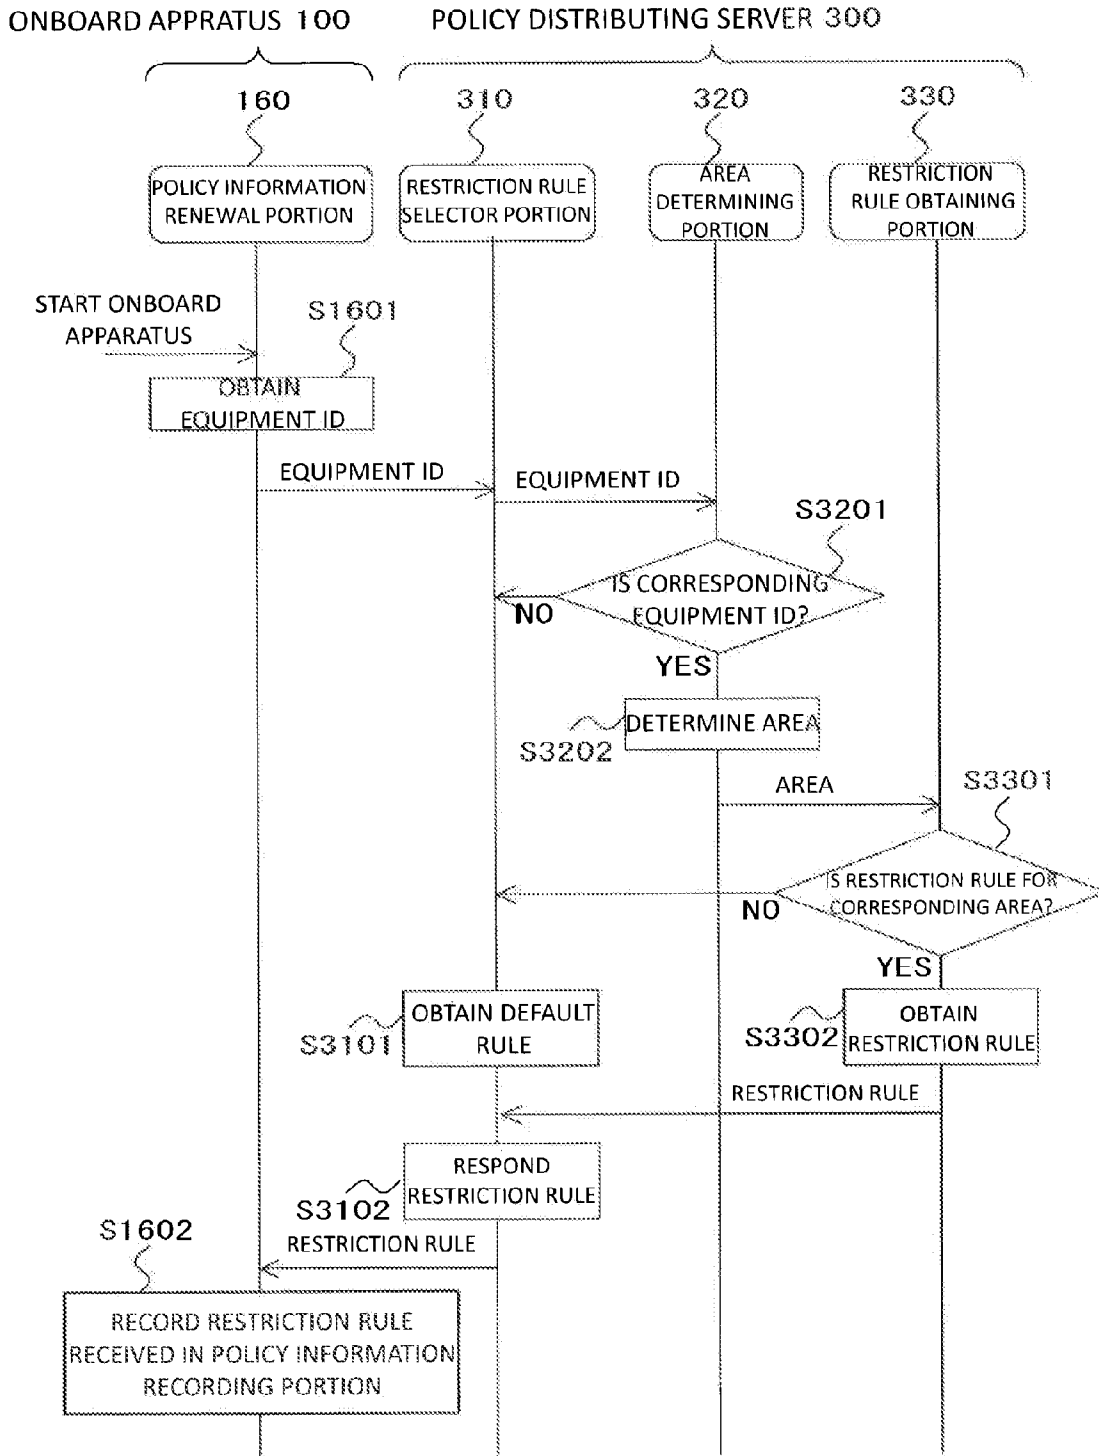 ONBOARD APPARATUS 100
POLICY DISTRIBUTING SERVER 300
160
310
320
330
POLICY INFORMATION
RENEWAL PORTION
RESTRICTION RULE
SELECTOR PORTION
AREA
DETERMINING
PORTION
RESTRICTION
RULE OBTAINING
PORTION
START ONBOARD
APPARATUS
S1601
OBTAIN
EQUIPMENT ID
EQUIPMENT ID
EQUIPMENT ID
S3201
IS CORRESPONDING
EQUIPMENT ID?
NO
YES
DETERMINE AREA
S3202
AREA
S3301
IS RESTRICTION RULE FOR
CORRESPONDING AREA?
NO
YES
OBTAIN DEFAULT
RULE
S3101
OBTAIN
RESTRICTION RULE
S3302
RESTRICTION RULE
RESPOND
RESTRICTION RULE
S3102
S1602
RESTRICTION RULE
RECORD RESTRICTION RULE
RECEIVED IN POLICY INFORMATION
RECORDING PORTION